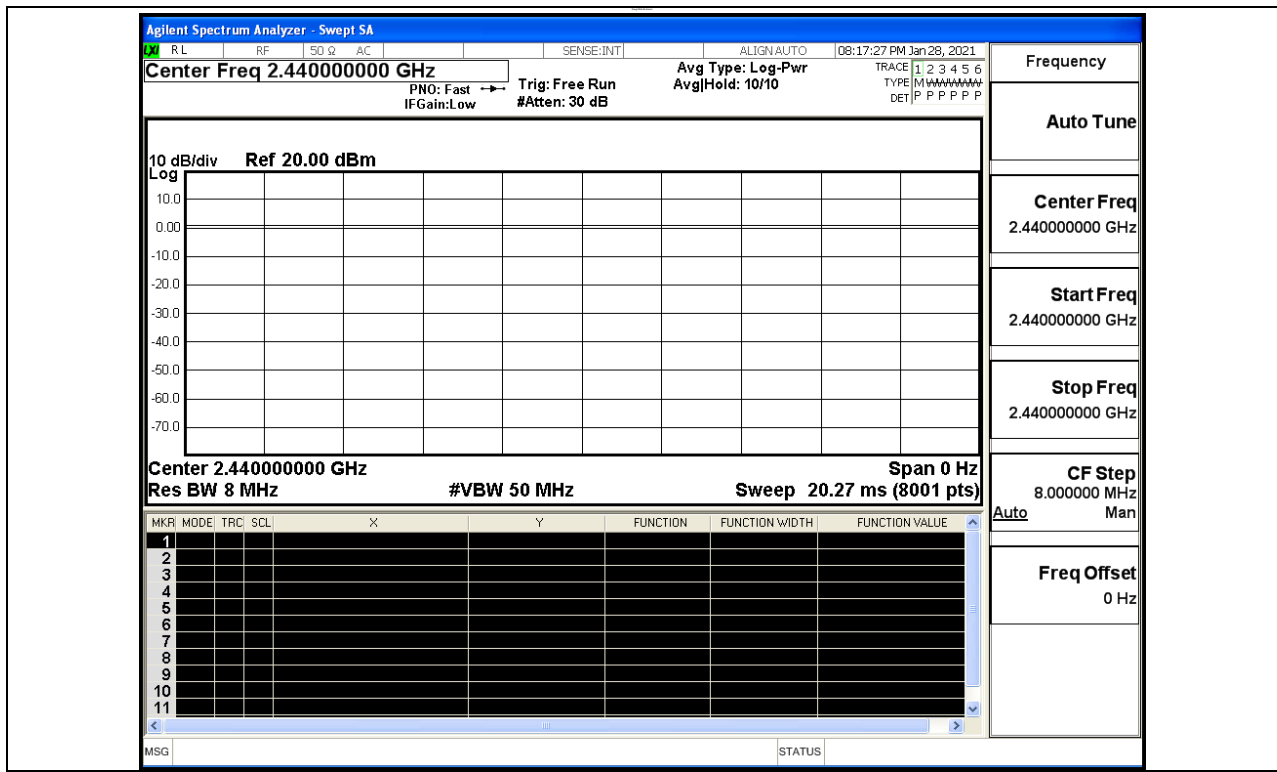 Agilent Spectrum Analyzer - Swept SA
LXI RL RF 50 Ω AC SENSE:INT ALIGN AUTO 08:17:27 PM Jan 28, 2021
Center Freq 2.440000000 GHz
PNO: Fast
IFGain:Low
Trig: Free Run
#Atten: 30 dB
Avg Type: Log-Pwr
Avg|Hold: 10/10
TRACE 1 2 3 4 5 6
TYPE M WWWWW
DET P P P P P P
10 dB/div Ref 20.00 dBm
Log
10.0
0.00
-10.0
-20.0
-30.0
-40.0
-50.0
-60.0
-70.0
Center 2.440000000 GHz Span 0 Hz
Res BW 8 MHz #VBW 50 MHz Sweep 20.27 ms (8001 pts)
MKR MODE TRC SCL X Y FUNCTION FUNCTION WIDTH FUNCTION VALUE
1
2
3
4
5
6
7
8
9
10
11
MSG STATUS
Frequency
Auto Tune
Center Freq
2.440000000 GHz
Start Freq
2.440000000 GHz
Stop Freq
2.440000000 GHz
CF Step
8.000000 MHz
Auto Man
Freq Offset
0 Hz